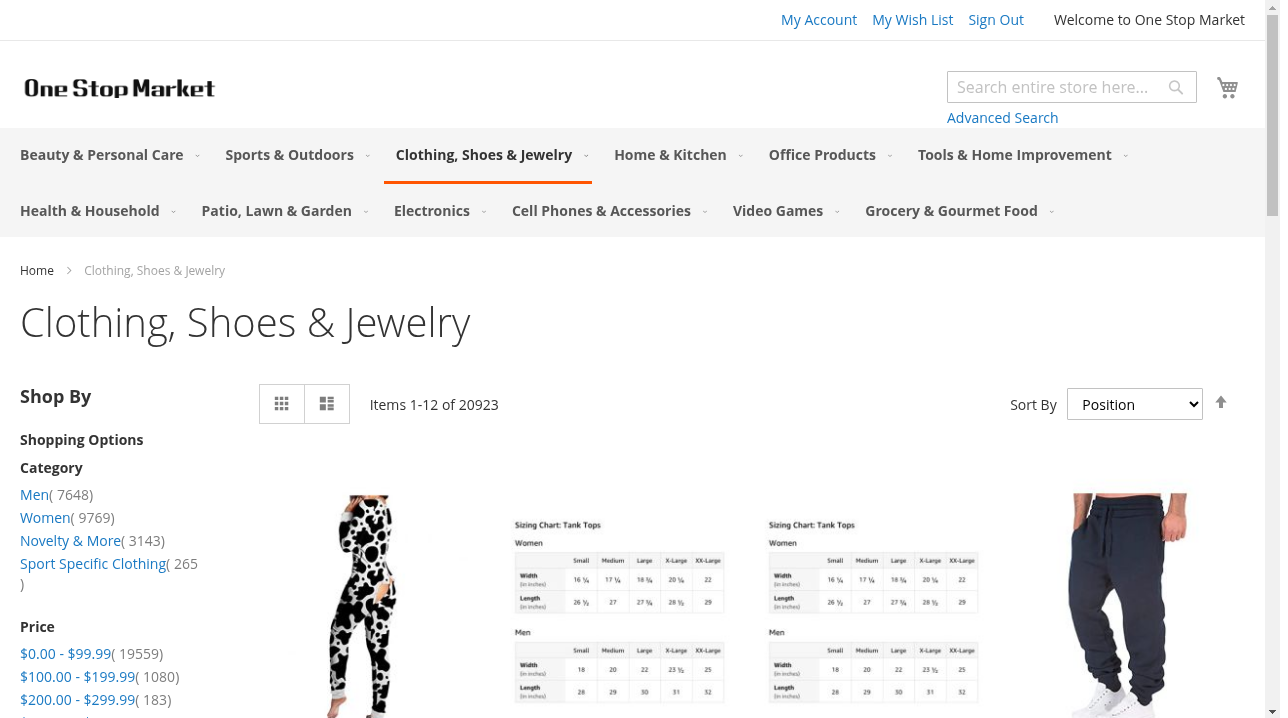 My Account My Wish List Sign Out Welcome to One Stop Market
One Stop Market
Search entire store here...
Advanced Search
Beauty & Personal Care Sports & Outdoors Clothing, Shoes & Jewelry Home & Kitchen Office Products Tools & Home Improvement
Health & Household Patio, Lawn & Garden Electronics Cell Phones & Accessories Video Games Grocery & Gourmet Food
Home Clothing, Shoes & Jewelry
Clothing, Shoes & Jewelry
Shop By
Items 1-12 of 20923
Sort By Position
Shopping Options
Category
Men( 7648)
Women( 9769)
Novelty & More( 3143)
Sport Specific Clothing( 265
)
Price
$0.00 - $99.99( 19559)
$100.00 - $199.99( 1080)
$200.00 - $299.99( 183)
Sizing Chart: Tank Tops
Women
Small Medium Large X-Large XX-Large
Width 16 ¼ 17 ¼ 18 ¾ 20 ¼ 22
(in inches)
Length 26 ½ 27 27 ¾ 28 ½ 29
(in inches)
Men
Small Medium Large X-Large XX-Large
Width 18 20 22 23 ½ 25
(in inches)
Length 28 29 30 31 32
(in inches)
Sizing Chart: Tank Tops
Women
Small Medium Large X-Large XX-Large
Width 16 ¼ 17 ¼ 18 ¾ 20 ¼ 22
(in inches)
Length 26 ½ 27 27 ¾ 28 ½ 29
(in inches)
Men
Small Medium Large X-Large XX-Large
Width 18 20 22 23 ½ 25
(in inches)
Length 28 29 30 31 32
(in inches)